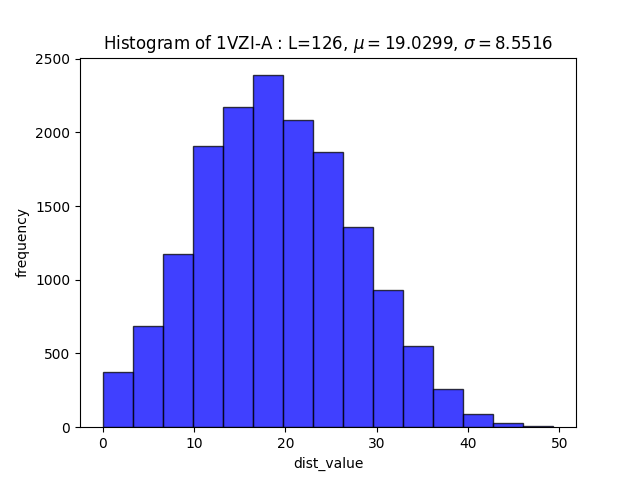 Histogram of 1VZI-A : L=126, μ = 19.0299, σ = 8.5516
2500
2000
1500
1000
500
0
frequency
0 10 20 30 40 50
dist_value